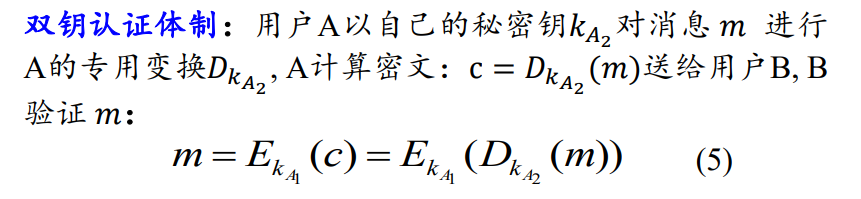 双钥认证体制：用户A以自己的秘密钥k_{A_2}对消息 m 进行
A的专用变换D_{k_{A_2}}, A计算密文：c = D_{k_{A_2}}(m)送给用户B, B
验证 m：
m = E_{k_{A_1}}(c) = E_{k_{A_1}}(D_{k_{A_2}}(m)) (5)